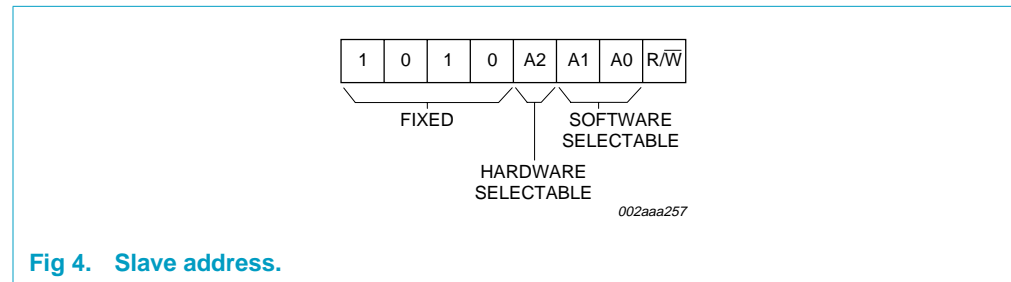 1 0 1 0 A2 A1 A0 R/W̅
FIXED
SOFTWARE
SELECTABLE
HARDWARE
SELECTABLE
002aaa257
Fig 4. Slave address.